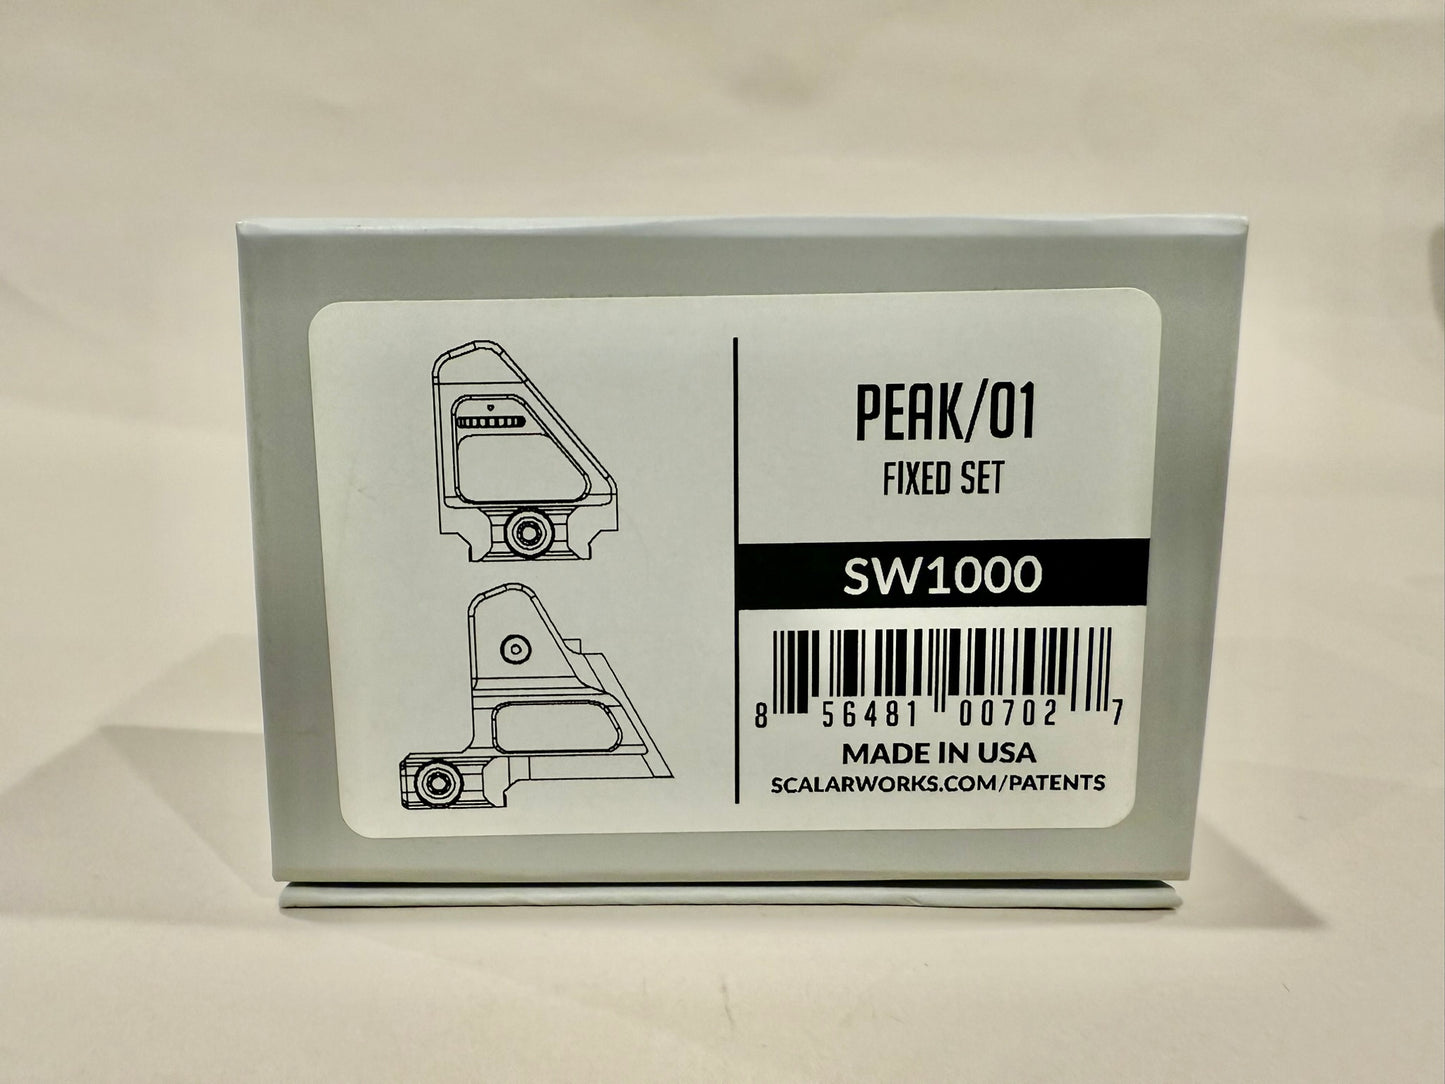 PEAK/01
FIXED SET
SW1000
8 56481 00702 7
MADE IN USA
SCALARWORKS.COM/PATENTS